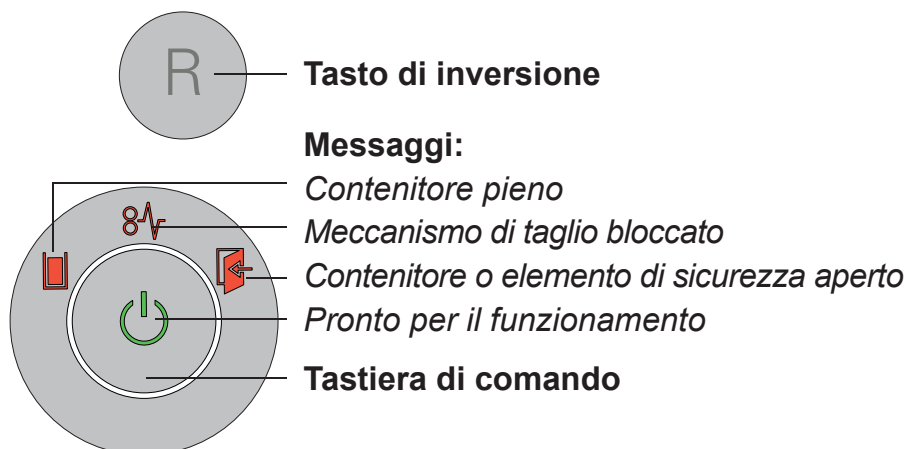 R
Tasto di inversione
Messaggi:
Contenitore pieno
Meccanismo di taglio bloccato
Contenitore o elemento di sicurezza aperto
Pronto per il funzionamento
Tastiera di comando